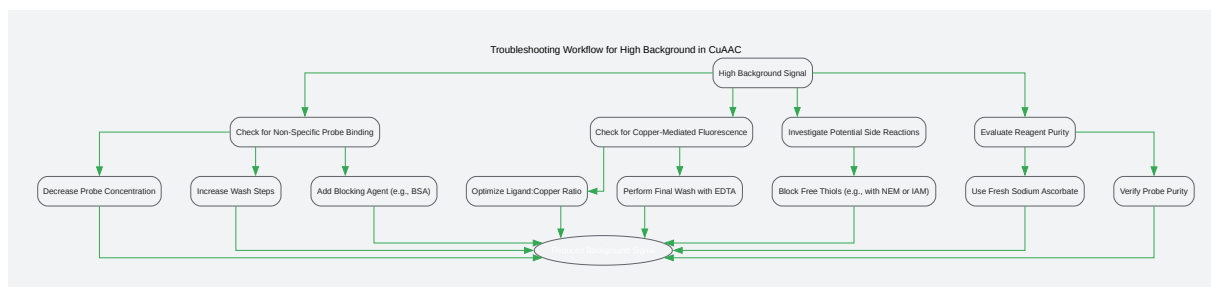 Troubleshooting Workflow for High Background in CuAAC
High Background Signal
Check for Non-Specific Probe Binding
Check for Copper-Mediated Fluorescence
Investigate Potential Side Reactions
Evaluate Reagent Purity
Decrease Probe Concentration
Increase Wash Steps
Add Blocking Agent (e.g., BSA)
Optimize Ligand:Copper Ratio
Perform Final Wash with EDTA
Block Free Thiols (e.g., with NEM or IAM)
Use Fresh Sodium Ascorbate
Verify Probe Purity